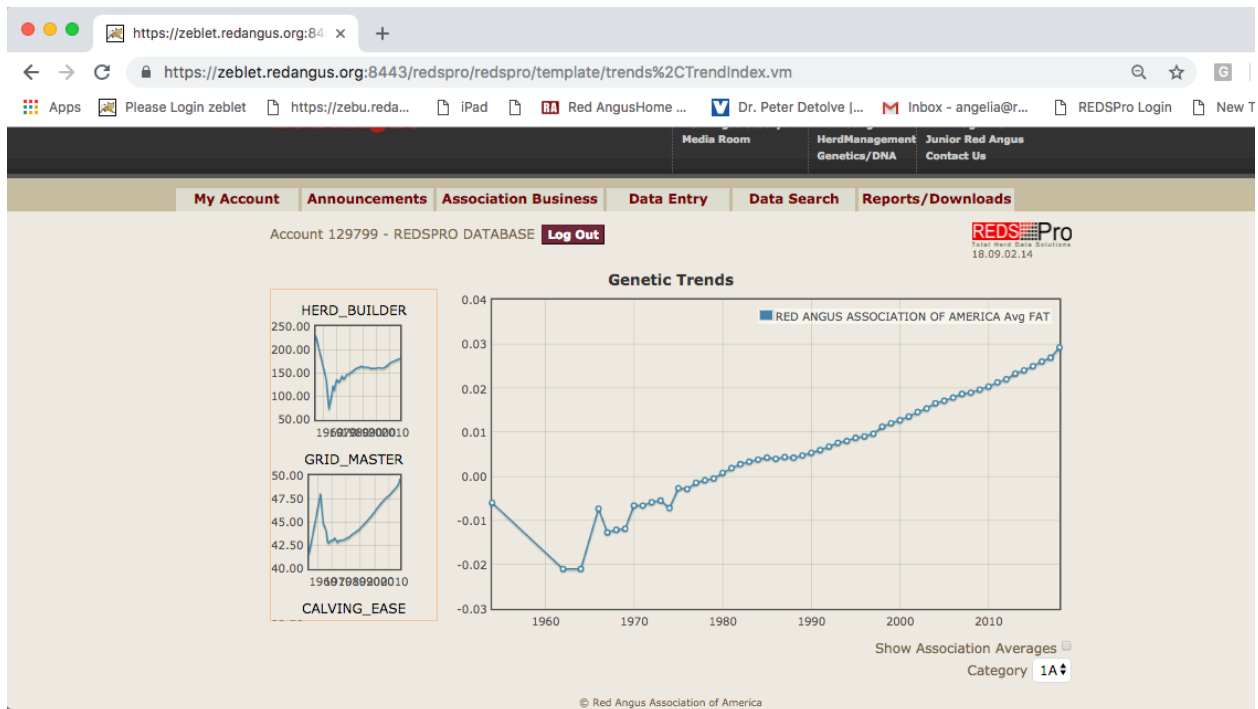 https://zeblet.redangus.org:84
https://zeblet.redangus.org:8443/redspro/redspro/template/trends%2CTrendIndex.vm
G
Apps Please Login zeblet https://zebu.reda... iPad RA Red AngusHome ... Dr. Peter Detolve |... Inbox - angelia@r... REDSPro Login New T
Media Room HerdManagement Junior Red Angus
Genetics/DNA Contact Us
My Account Announcements Association Business Data Entry Data Search Reports/Downloads
Account 129799 - REDSPRO DATABASE Log Out
REDS Pro
Total Herd Data Solutions
18.09.02.14
Genetic Trends
HERD_BUILDER
250.00
200.00
150.00
100.00
50.00
GRID_MASTER
50.00
47.50
45.00
42.50
40.00
CALVING_EASE
0.04
RED ANGUS ASSOCIATION OF AMERICA Avg FAT
0.03
0.02
0.01
0.00
-0.01
-0.02
-0.03
1960 1970 1980 1990 2000 2010
Show Association Averages
Category 1A
© Red Angus Association of America